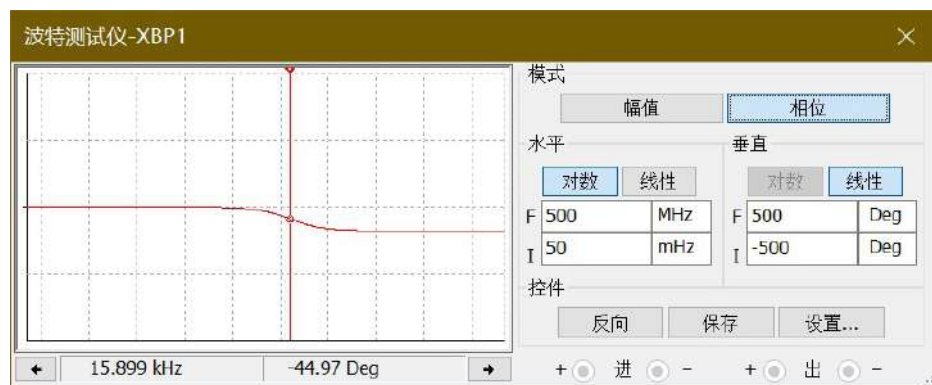 波特测试仪-XBP1
模式
幅值 相位
水平 垂直
对数 线性 对数 线性
F 500 MHz F 500 Deg
I 50 mHz I -500 Deg
控件
反向 保存 设置...
15.899 kHz -44.97 Deg + 进 - + 出 -